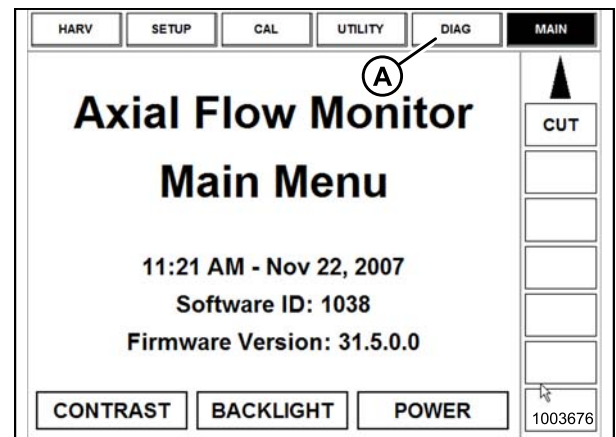 HARV SETUP CAL UTILITY DIAG MAIN
A
Axial Flow Monitor
CUT
Main Menu
11:21 AM - Nov 22, 2007
Software ID: 1038
Firmware Version: 31.5.0.0
CONTRAST BACKLIGHT POWER
1003676